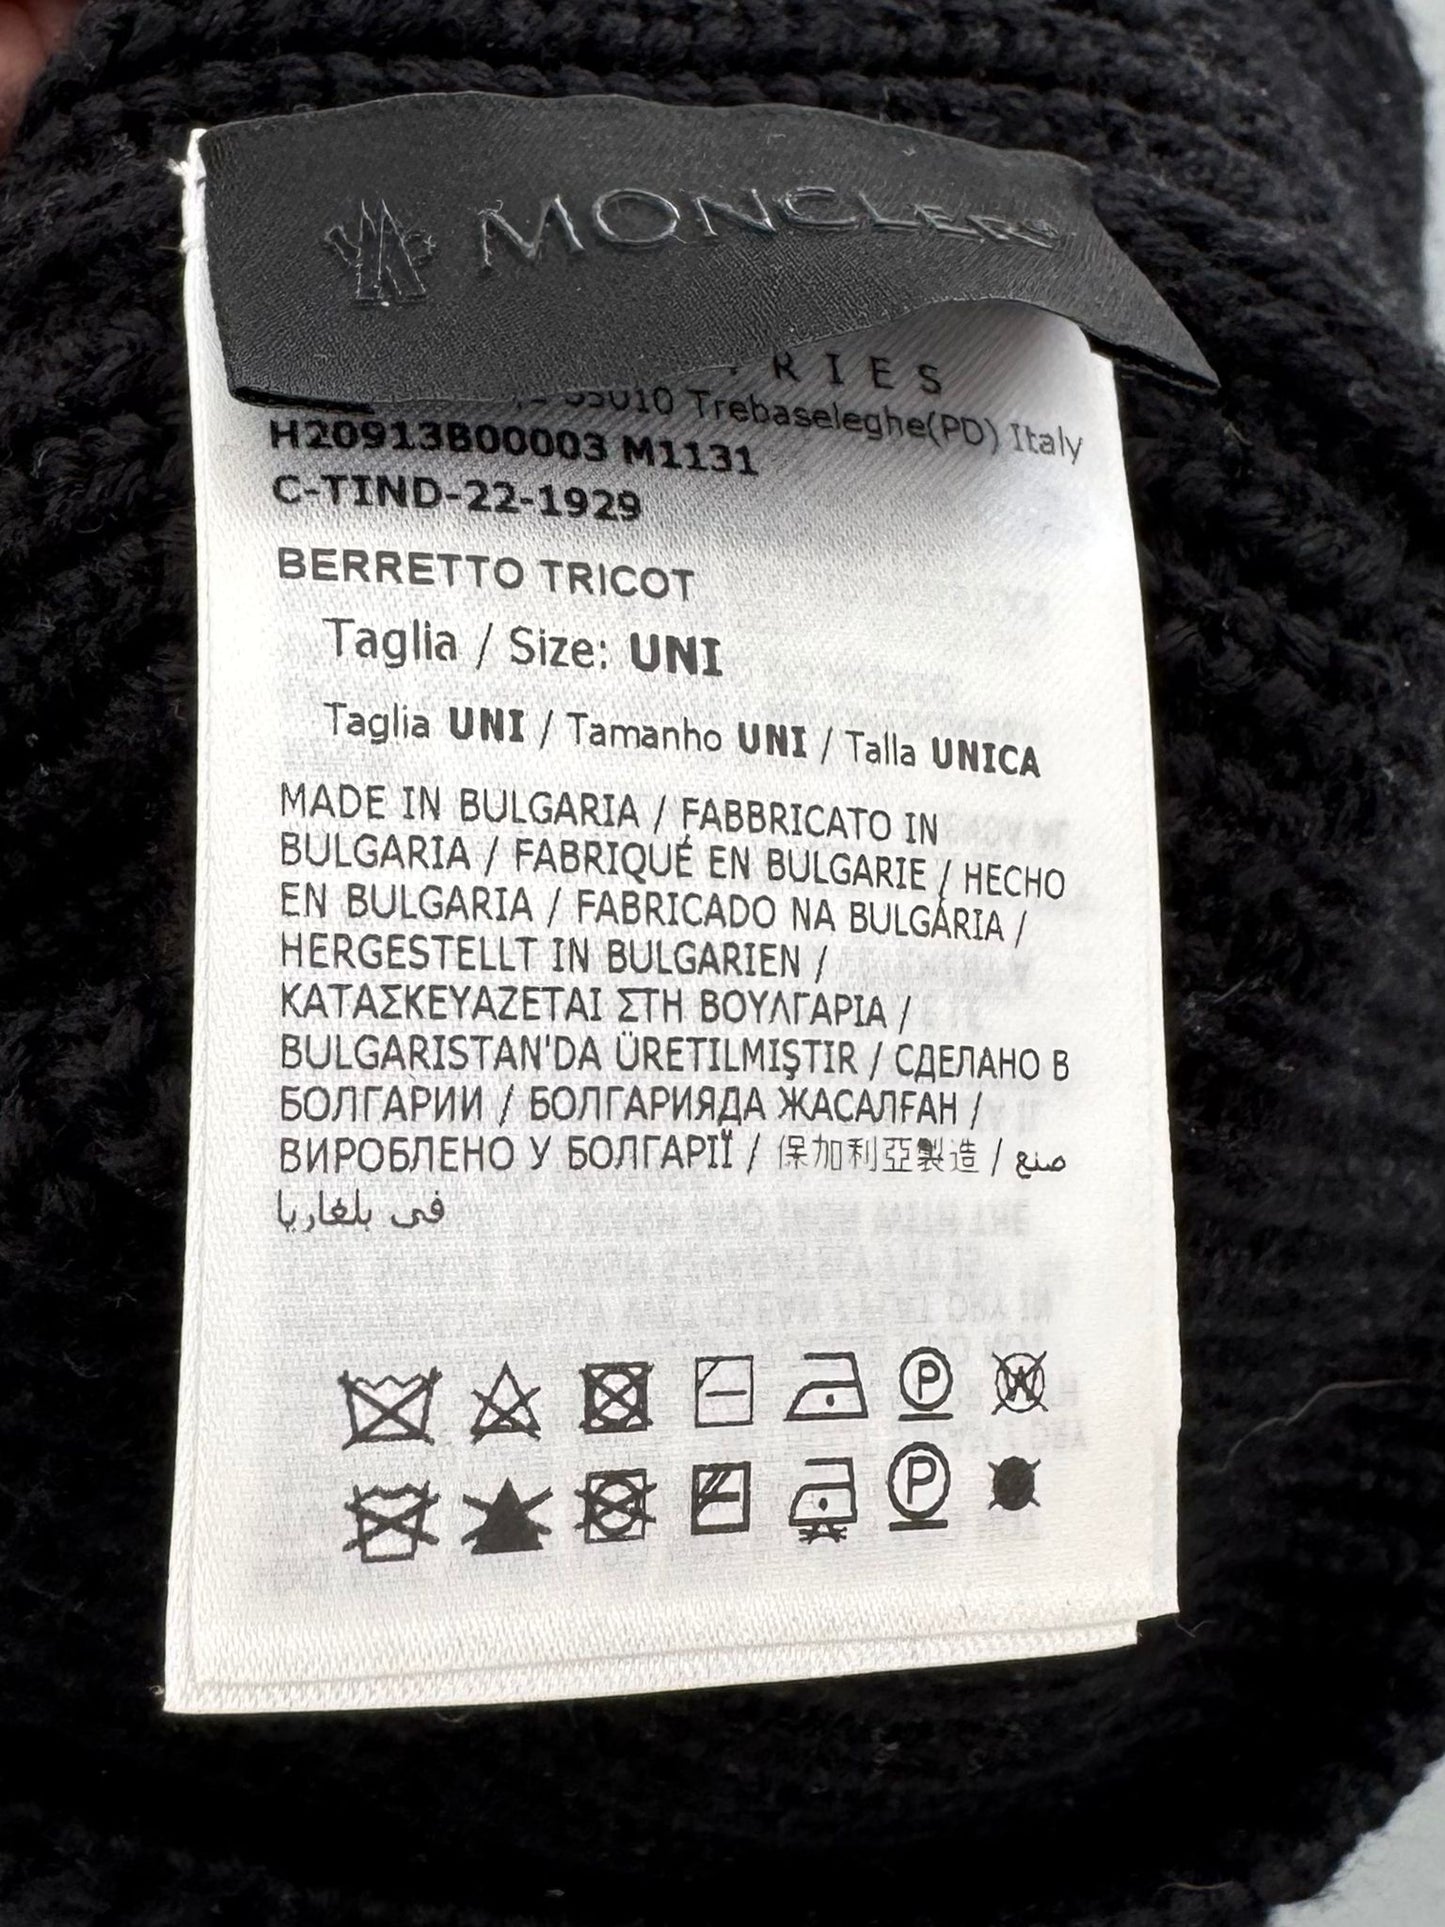 MONCLER
35010 Trebaseleghe(PD) Italy
H20913B00003 M1131
C-TIND-22-1929
BERRETTO TRICOT
Taglia / Size: UNI
Taglia UNI / Tamanho UNI / Talla UNICA
MADE IN BULGARIA / FABBRICATO IN
BULGARIA / FABRIQUÉ EN BULGARIE / HECHO
EN BULGARIA / FABRICADO NA BULGÁRIA /
HERGESTELLT IN BULGARIEN /
ΚΑΤΑΣΚΕΥΑΖΕΤΑΙ ΣΤΗ ΒΟΥΛΓΑΡΙΑ /
BULGARISTAN'DA ÜRETILMIŞTIR / СДЕЛАНО В
БОЛГАРИИ / БОЛГАРИЯДА ЖАСАЛҒАН /
ВИРОБЛЕНО У БОЛГАРІЇ / 保加利亞製造 / صنع
في بلغاريا
P W
P